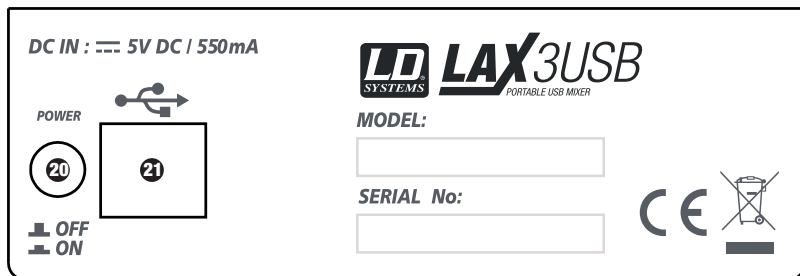 DC IN : 5V DC / 550mA
POWER
20
21
OFF
ON
LD
SYSTEMS
LAX3USB
PORTABLE USB MIXER
MODEL:
SERIAL No:
CE